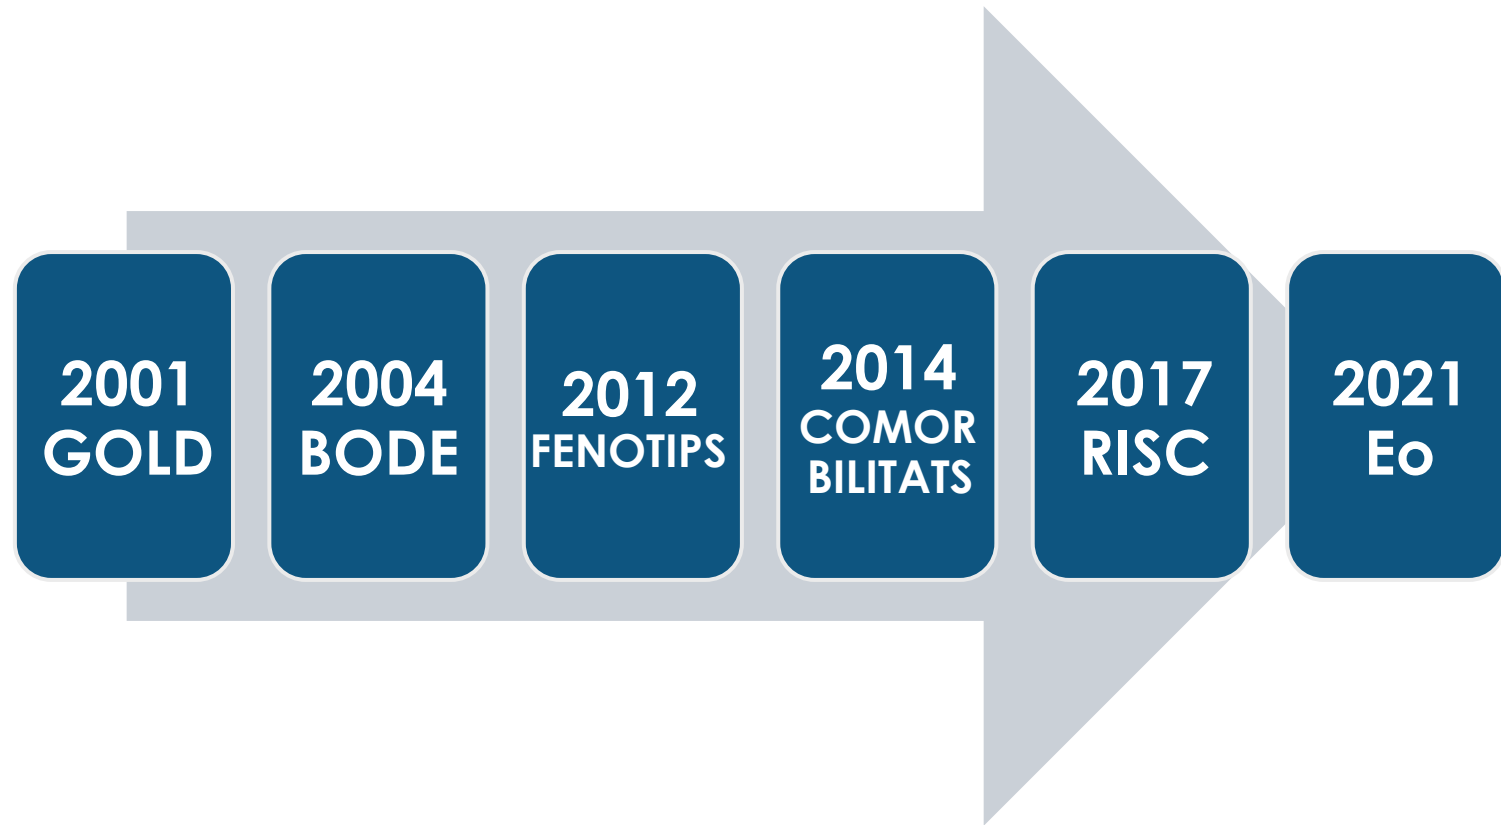 2001
GOLD
2004
BODE
2012
FENOTIPS
2014
COMOR
BILITATS
2017
RISC
2021
Eo